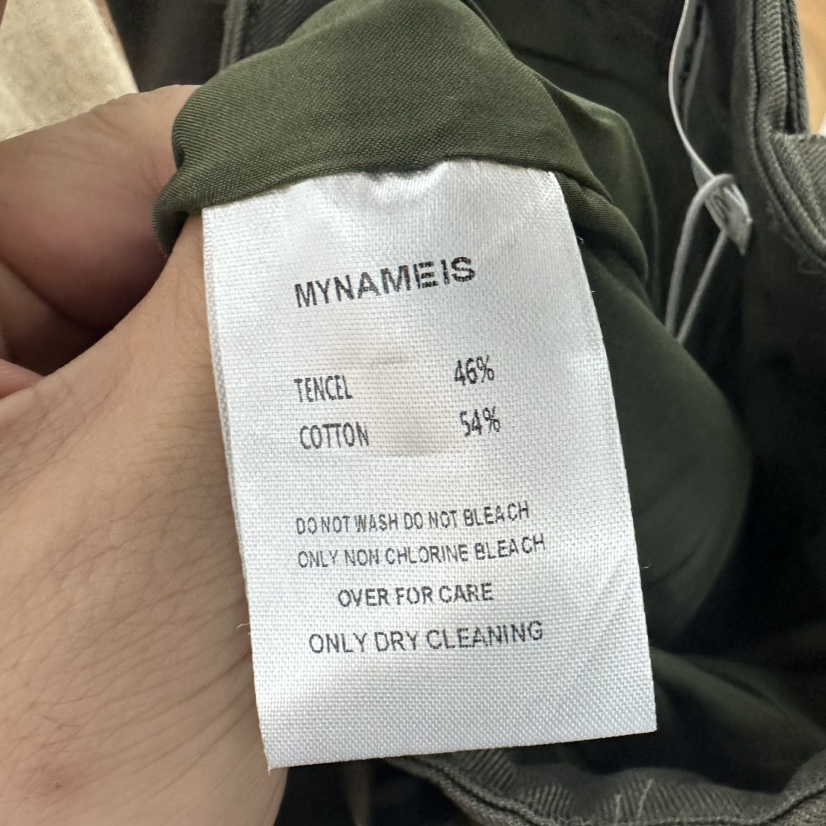 MYNAMEIS
TENCEL 46%
COTTON 54%
DO NOT WASH DO NOT BLEACH
ONLY NON CHLORINE BLEACH
OVER FOR CARE
ONLY DRY CLEANING